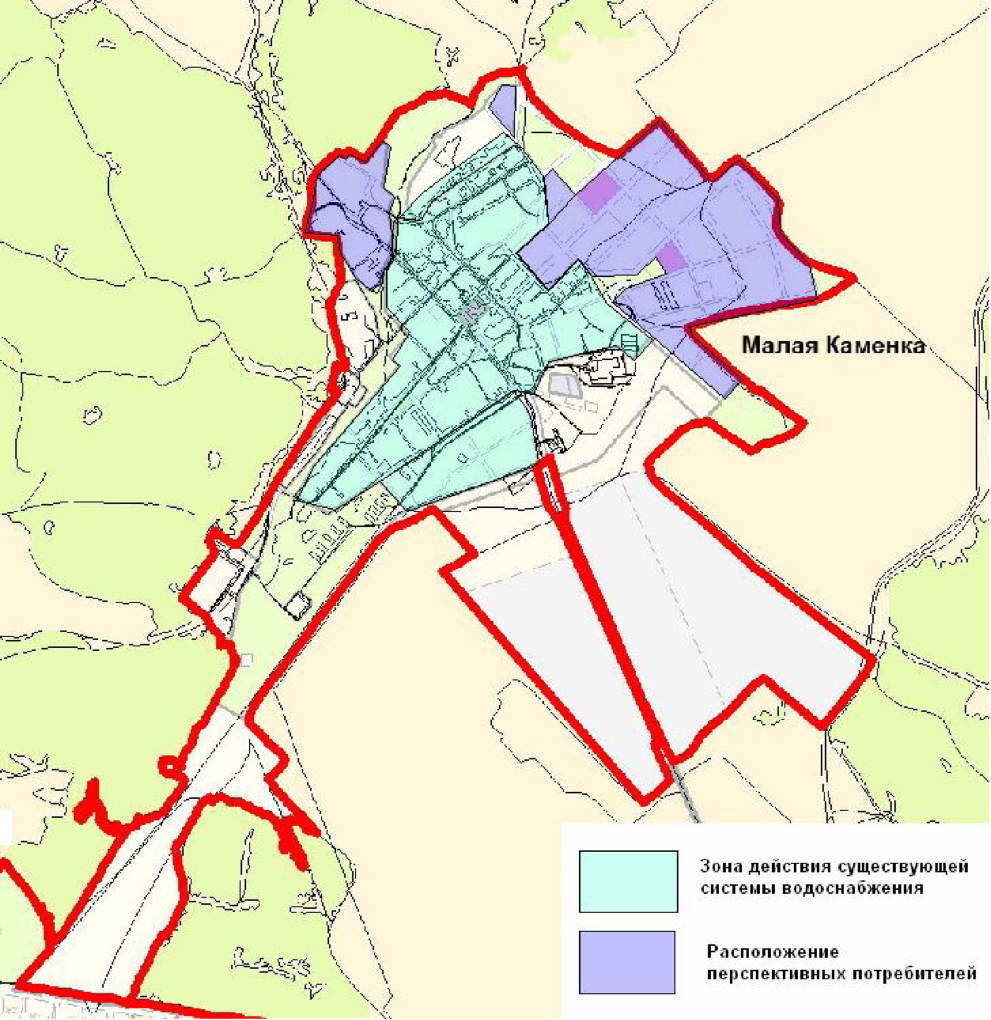 Малая Каменка
Зона действия существующей
системы водоснабжения
Расположение
перспективных потребителей